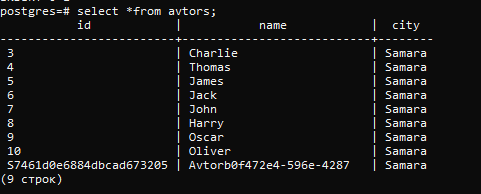 postgres=# select *from avtors;
id | name | city
3 | Charlie | Samara
4 | Thomas | Samara
5 | James | Samara
6 | Jack | Samara
7 | John | Samara
8 | Harry | Samara
9 | Oscar | Samara
10 | Oliver | Samara
S7461d0e6884dbcad673205 | Avtorb0f472e4-596e-4287 | Samara
(9 строк)